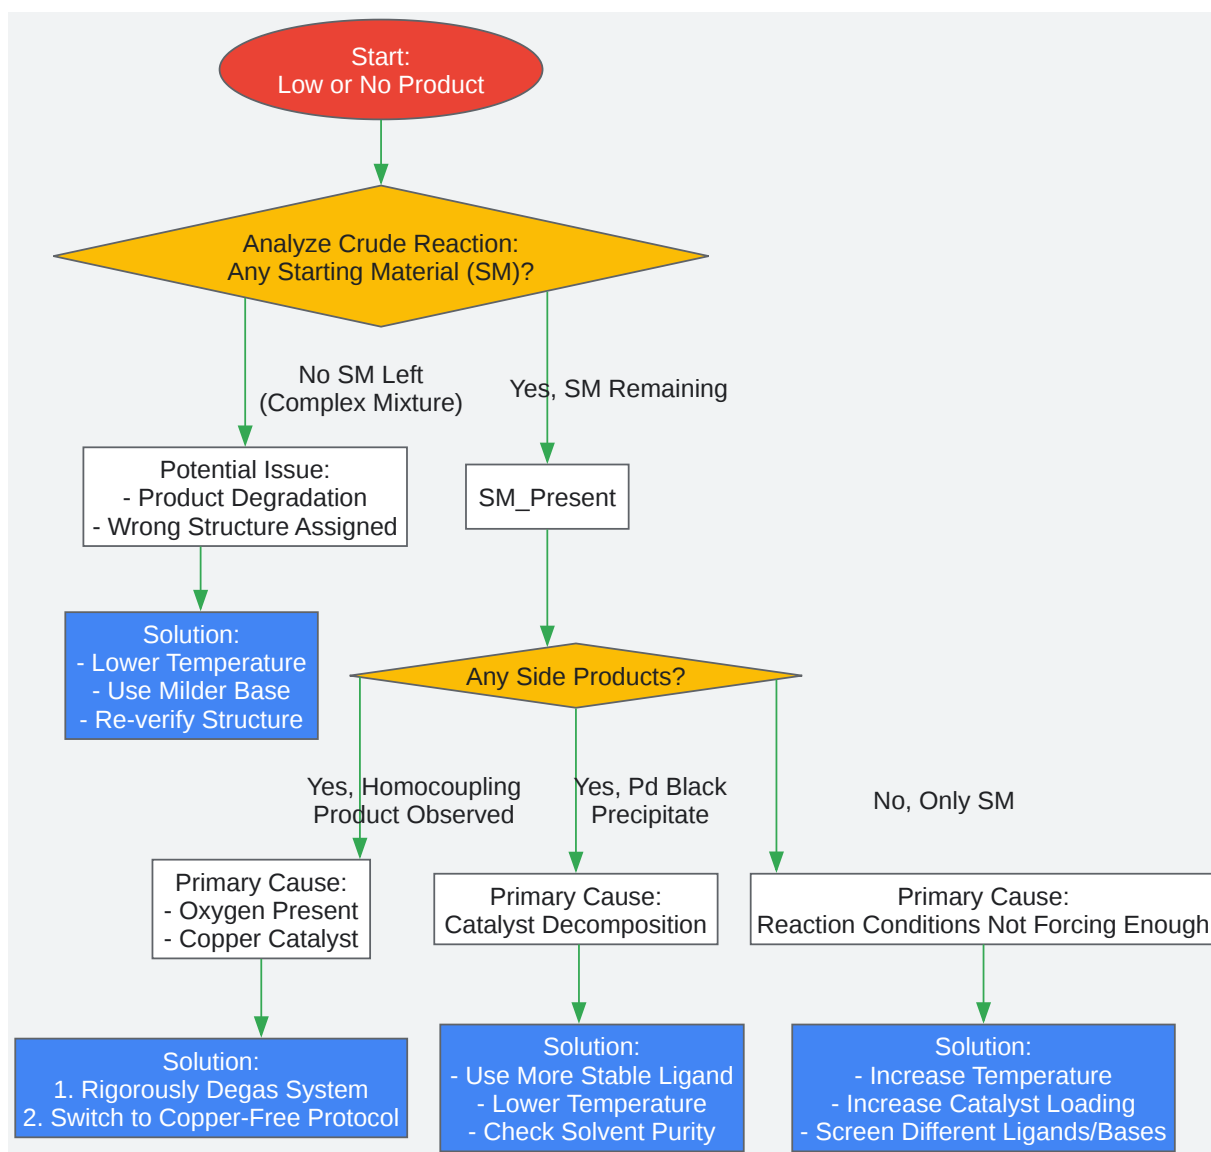 Start:
Low or No Product
Analyze Crude Reaction:
Any Starting Material (SM)?
No SM Left
(Complex Mixture)
Yes, SM Remaining
Potential Issue:
- Product Degradation
- Wrong Structure Assigned
SM_Present
Solution:
- Lower Temperature
- Use Milder Base
- Re-verify Structure
Any Side Products?
Yes, Homocoupling
Product Observed
Yes, Pd Black
Precipitate
No, Only SM
Primary Cause:
- Oxygen Present
- Copper Catalyst
Primary Cause:
Catalyst Decomposition
Primary Cause:
Reaction Conditions Not Forcing Enough
Solution:
1. Rigorously Degas System
2. Switch to Copper-Free Protocol
Solution:
- Use More Stable Ligand
- Lower Temperature
- Check Solvent Purity
Solution:
- Increase Temperature
- Increase Catalyst Loading
- Screen Different Ligands/Bases